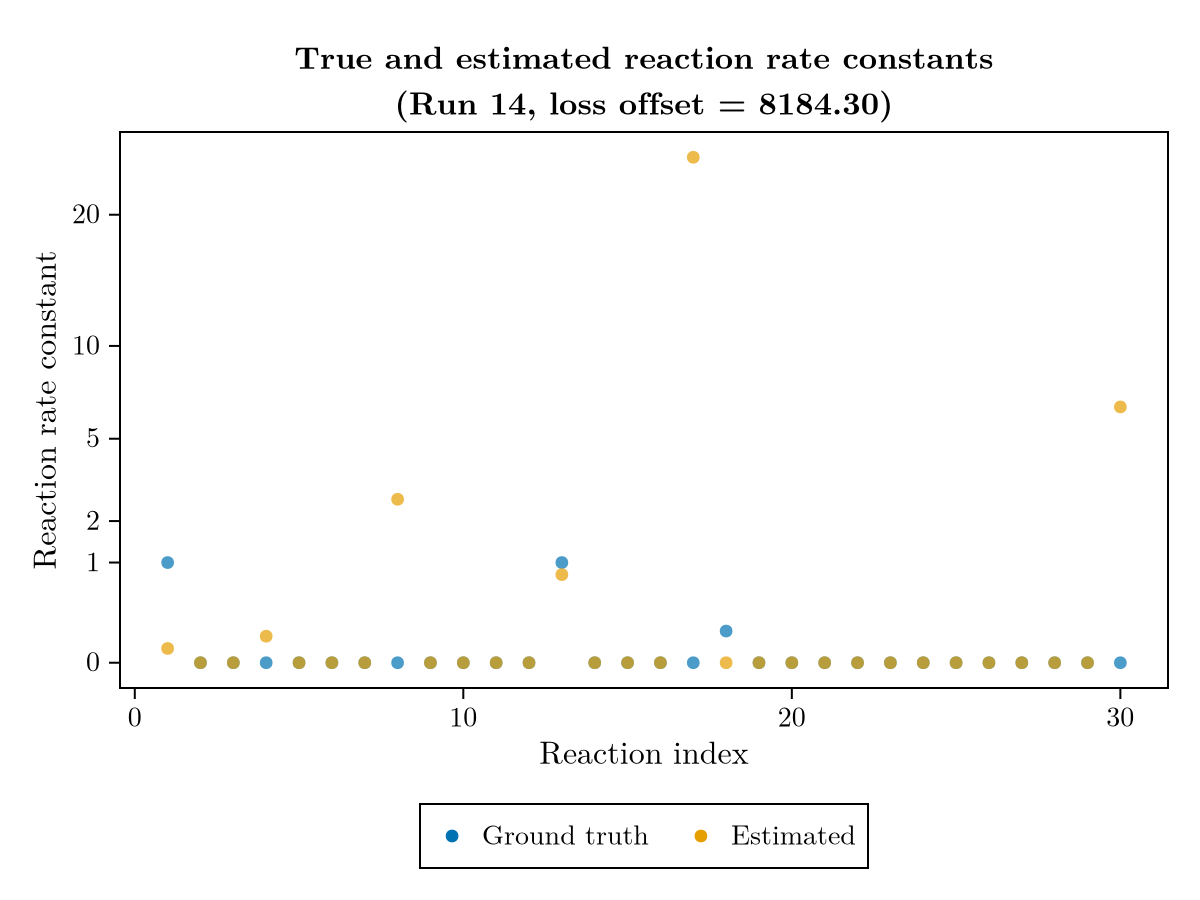 True and estimated reaction rate constants
(Run 14, loss offset = 8184.30)
Reaction rate constant
20
10
5
2
1
0
0 10 20 30
Reaction index
Ground truth Estimated